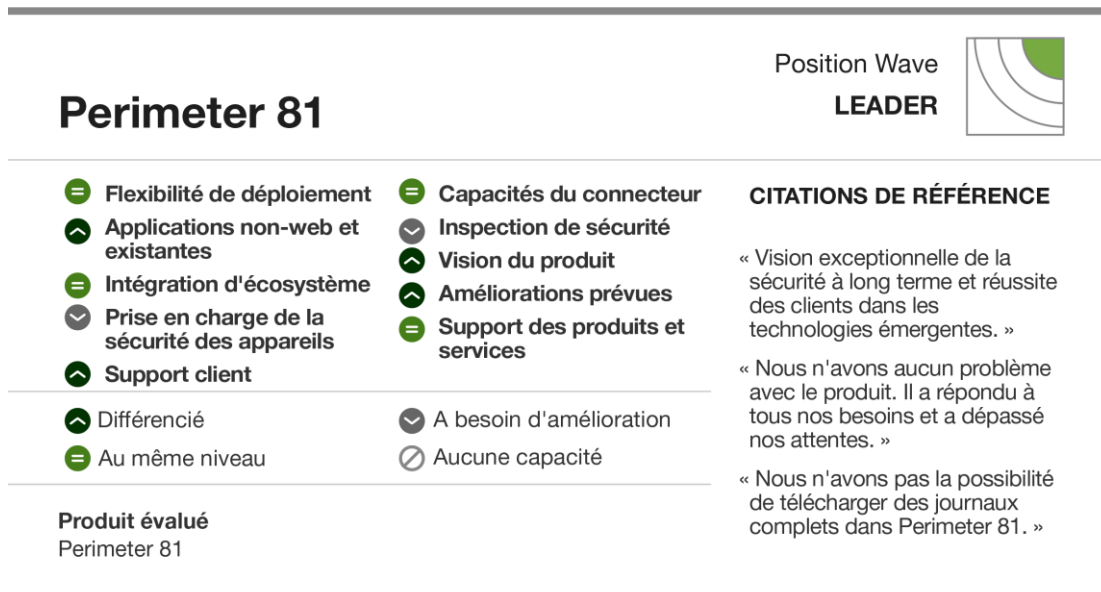 Perimeter 81
Position Wave
LEADER
Flexibilité de déploiement
Applications non-web et
existantes
Intégration d'écosystème
Prise en charge de la
sécurité des appareils
Support client
Capacités du connecteur
Inspection de sécurité
Vision du produit
Améliorations prévues
Support des produits et
services
Différencié
Au même niveau
A besoin d'amélioration
Aucune capacité
Produit évalué
Perimeter 81
CITATIONS DE RÉFÉRENCE
« Vision exceptionnelle de la
sécurité à long terme et réussite
des clients dans les
technologies émergentes. »
« Nous n'avons aucun problème
avec le produit. Il a répondu à
tous nos besoins et a dépassé
nos attentes. »
« Nous n'avons pas la possibilité
de télécharger des journaux
complets dans Perimeter 81. »